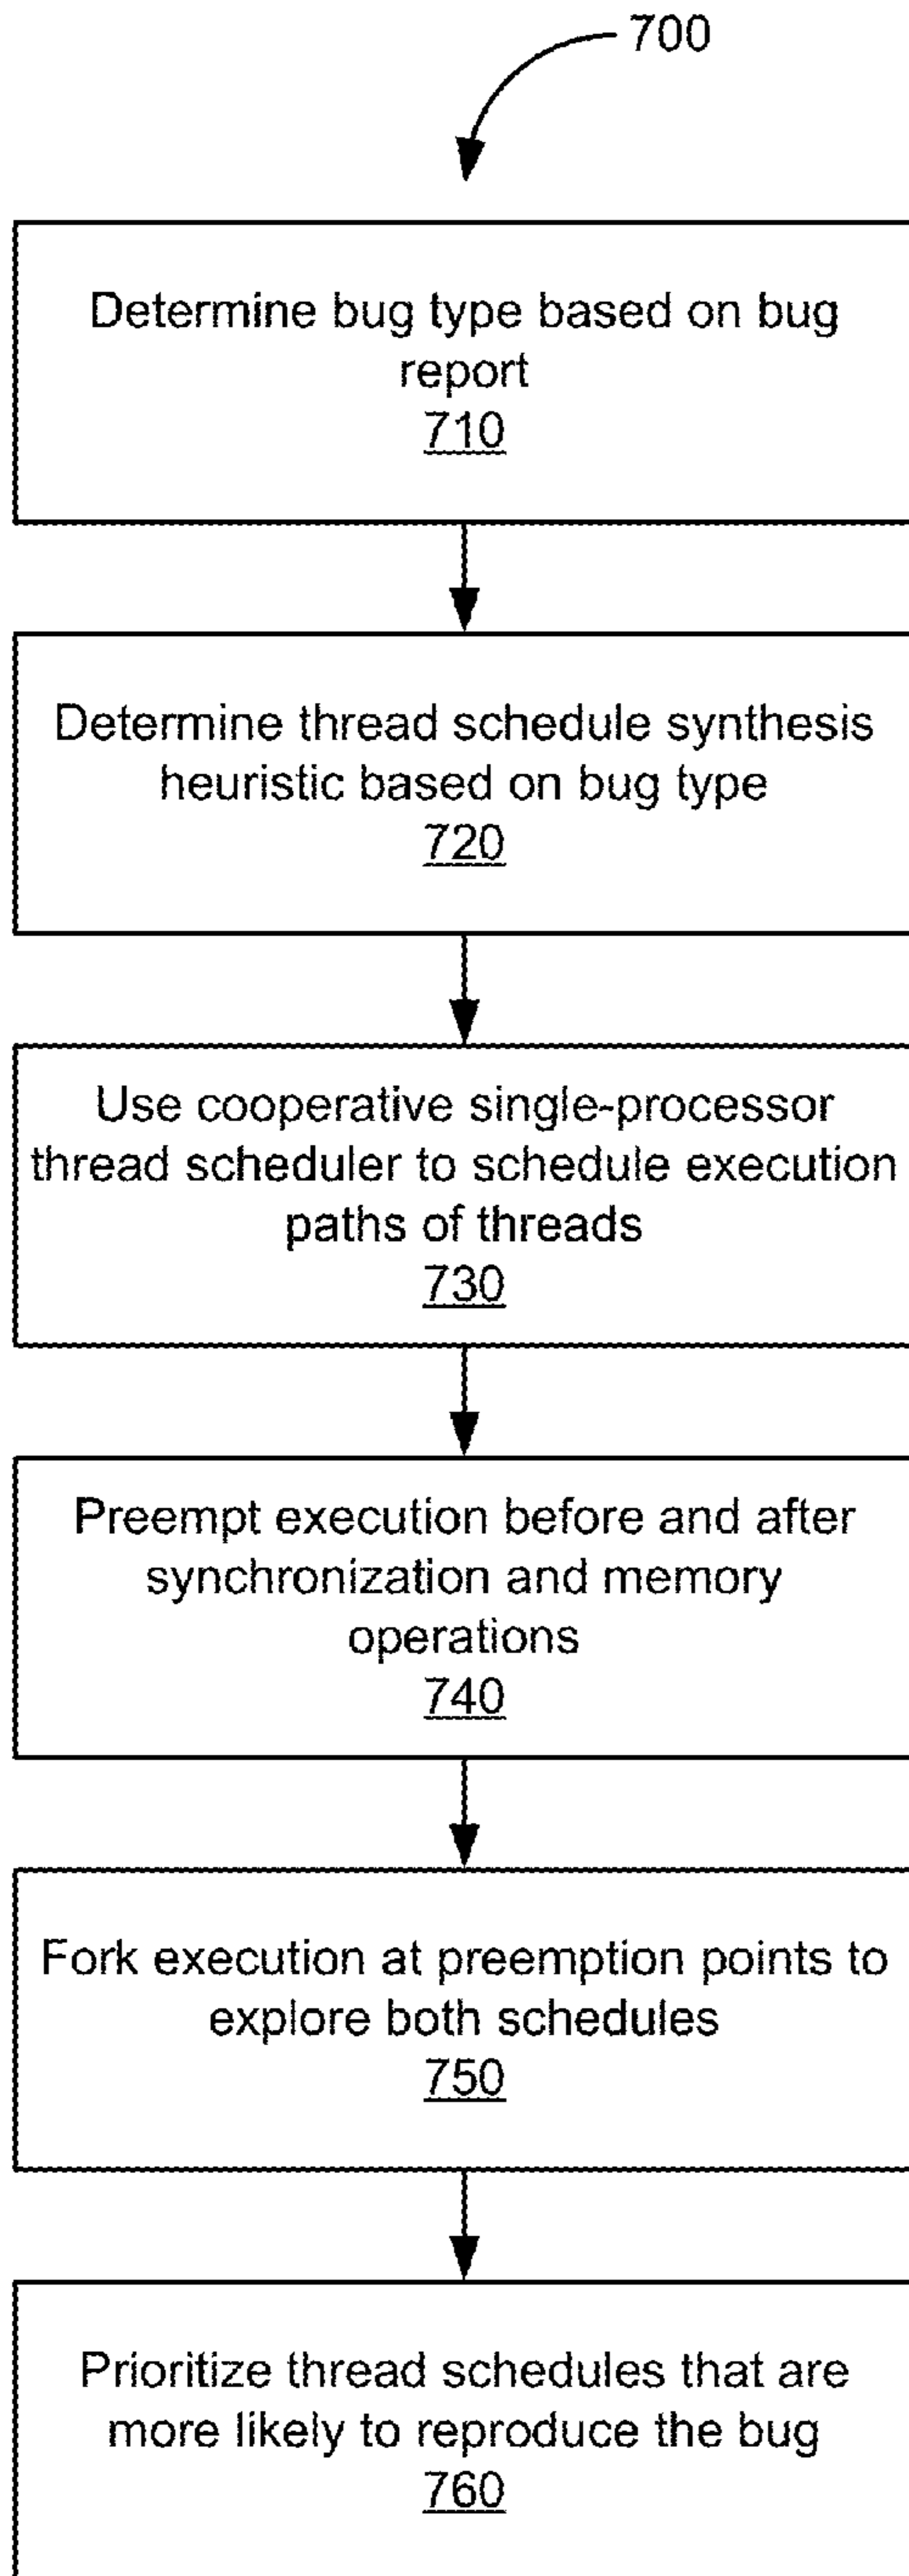 700
Determine bug type based on bug
report
710
Determine thread schedule synthesis
heuristic based on bug type
720
Use cooperative single-processor
thread scheduler to schedule execution
paths of threads
730
Preempt execution before and after
synchronization and memory
operations
740
Fork execution at preemption points to
explore both schedules
750
Prioritize thread schedules that are
more likely to reproduce the bug
760